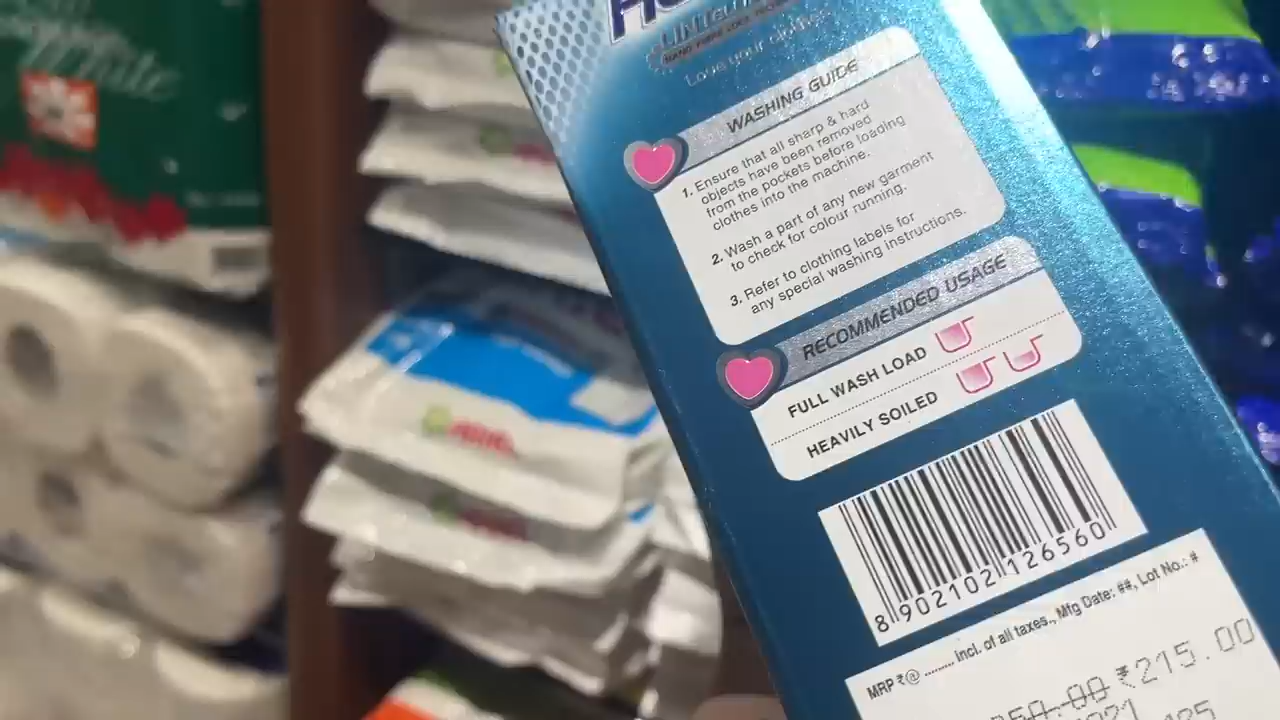 Love your clothes
WASHING GUIDE
1. Ensure that all sharp & hard
objects have been removed
from the pockets before loading
clothes into the machine.
2. Wash a part of any new garment
to check for colour running.
3. Refer to clothing labels for
any special washing instructions.
RECOMMENDED USAGE
FULL WASH LOAD
HEAVILY SOILED
8 902102 126560
MRP ₹@ ......... incl. of all taxes., Mfg Date: ##, Lot No.: #
₹215.00